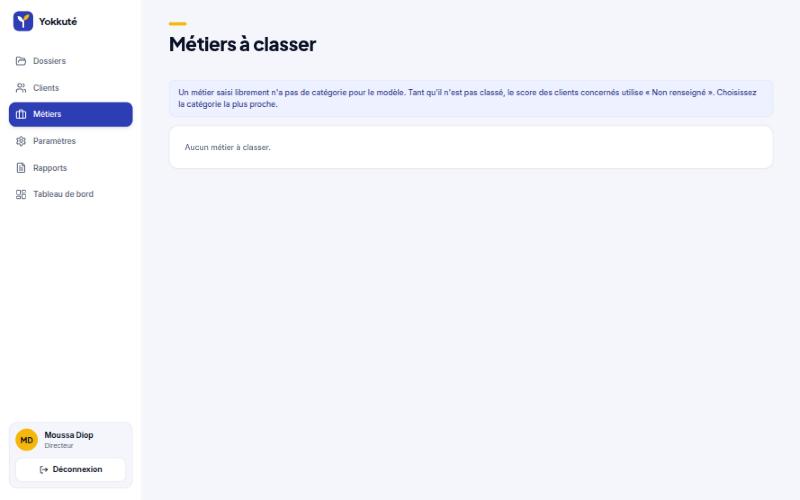 Yokkuté
Dossiers
Clients
Métiers
Paramètres
Rapports
Tableau de bord
MD
Moussa Diop
Directeur
Déconnexion
Métiers à classer
Un métier saisi librement n'a pas de catégorie pour le modèle. Tant qu'il n'est pas classé, le score des clients concernés utilise « Non renseigné ». Choisissez
la catégorie la plus proche.
Aucun métier à classer.